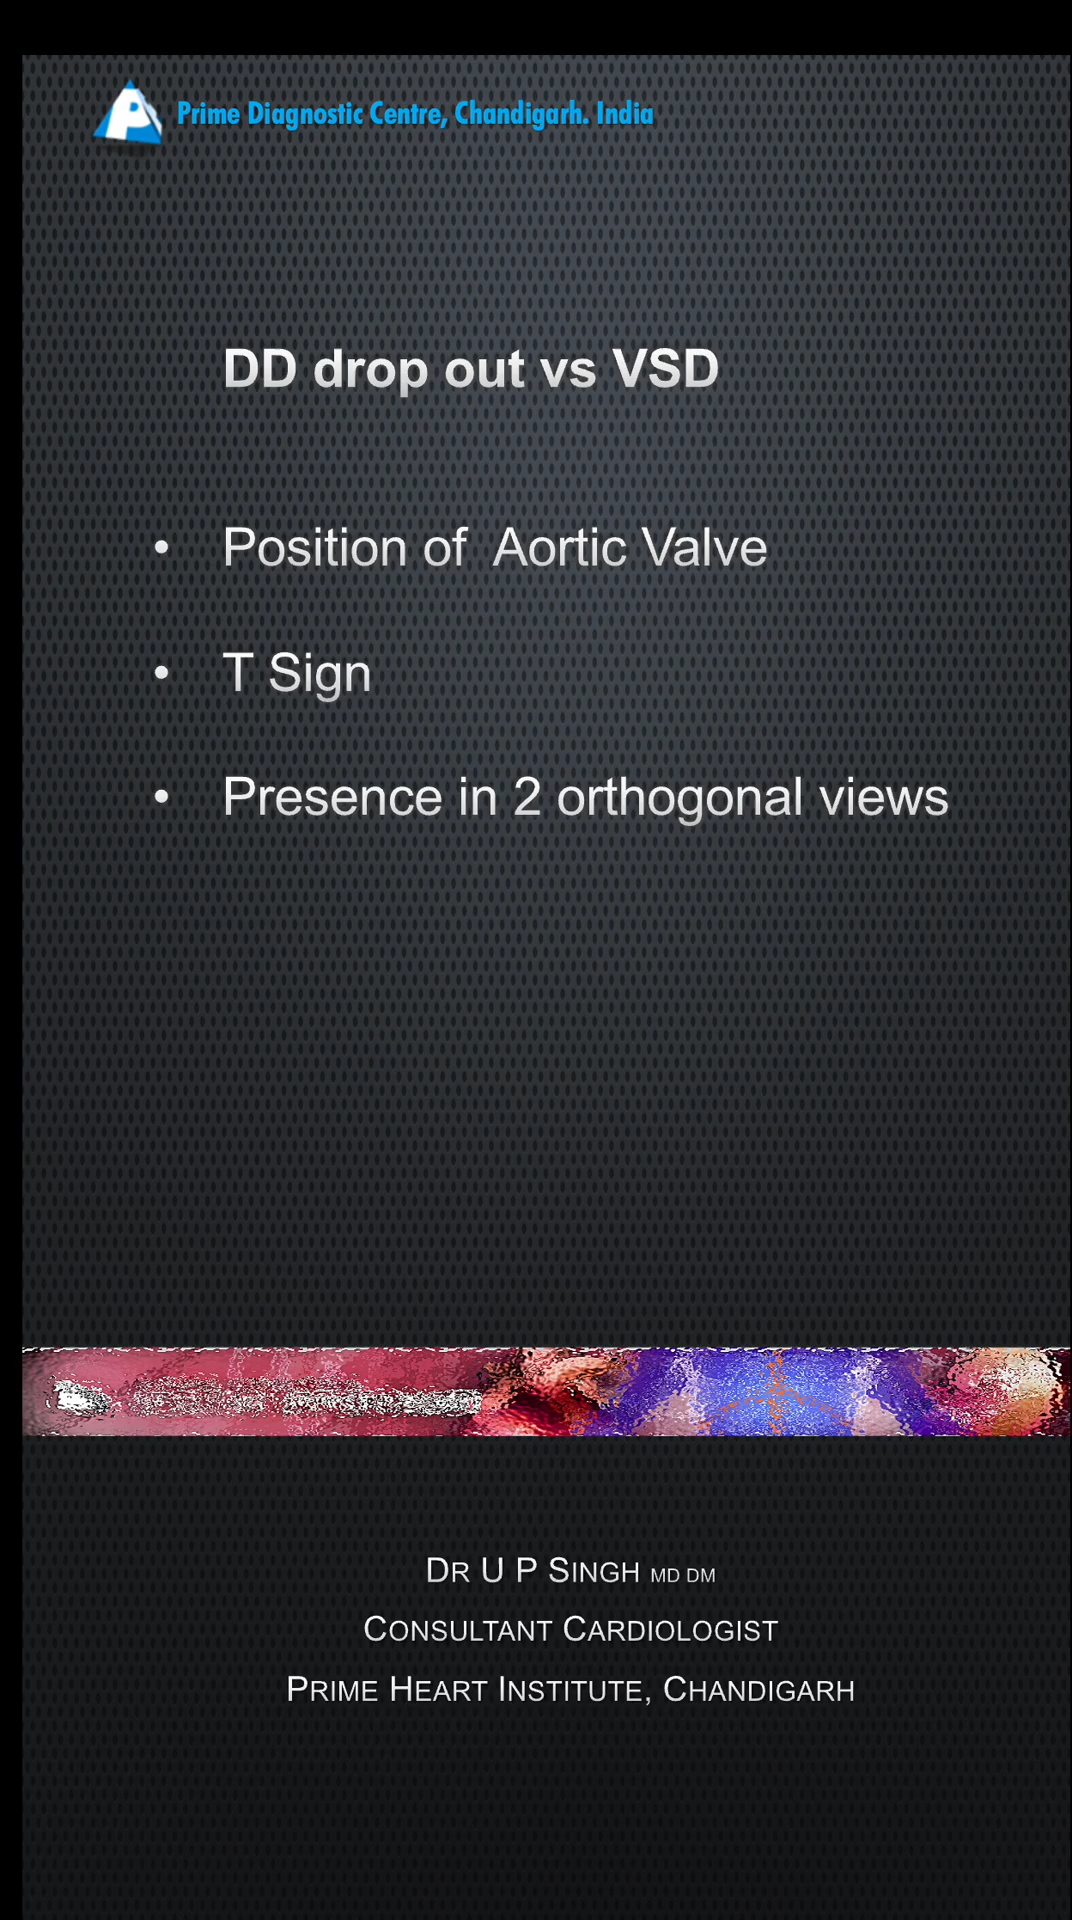 Prime Diagnostic Centre, Chandigarh. India
DD drop out vs VSD
• Position of Aortic Valve
• T Sign
• Presence in 2 orthogonal views
DR U P SINGH MD DM
CONSULTANT CARDIOLOGIST
PRIME HEART INSTITUTE, CHANDIGARH